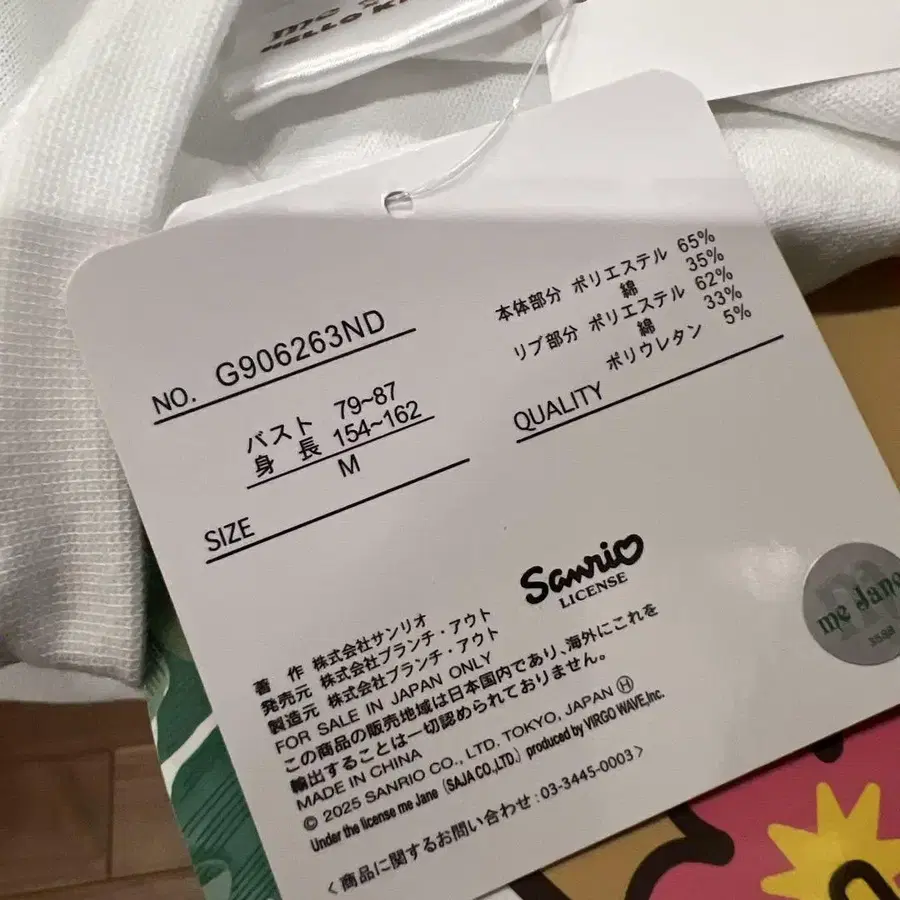 me
HELLO K
NO. G906263ND
バスト 79~87
身 長 154~162
M
SIZE
本体部分 ポリエステル 65%
綿 35%
リブ部分 ポリエステル 62%
綿 33%
ポリウレタン 5%
QUALITY
Sanrio
LICENSE
著 作 株式会社サンリオ
発売元 株式会社ブランチ・アウト
製造元 株式会社ブランチ・アウト
FOR SALE IN JAPAN ONLY
この商品の販売地域は日本国内であり、海外にこれを
輸出することは一切認められておりません。
MADE IN CHINA
© 2025 SANRIO CO., LTD. TOKYO, JAPAN Ⓗ
Under the license me Jane (SAJA CO.,LTD.) produced by VIRGO WAVE,Inc.
〈商品に関するお問い合わせ：03-3445-0003〉
me Jane